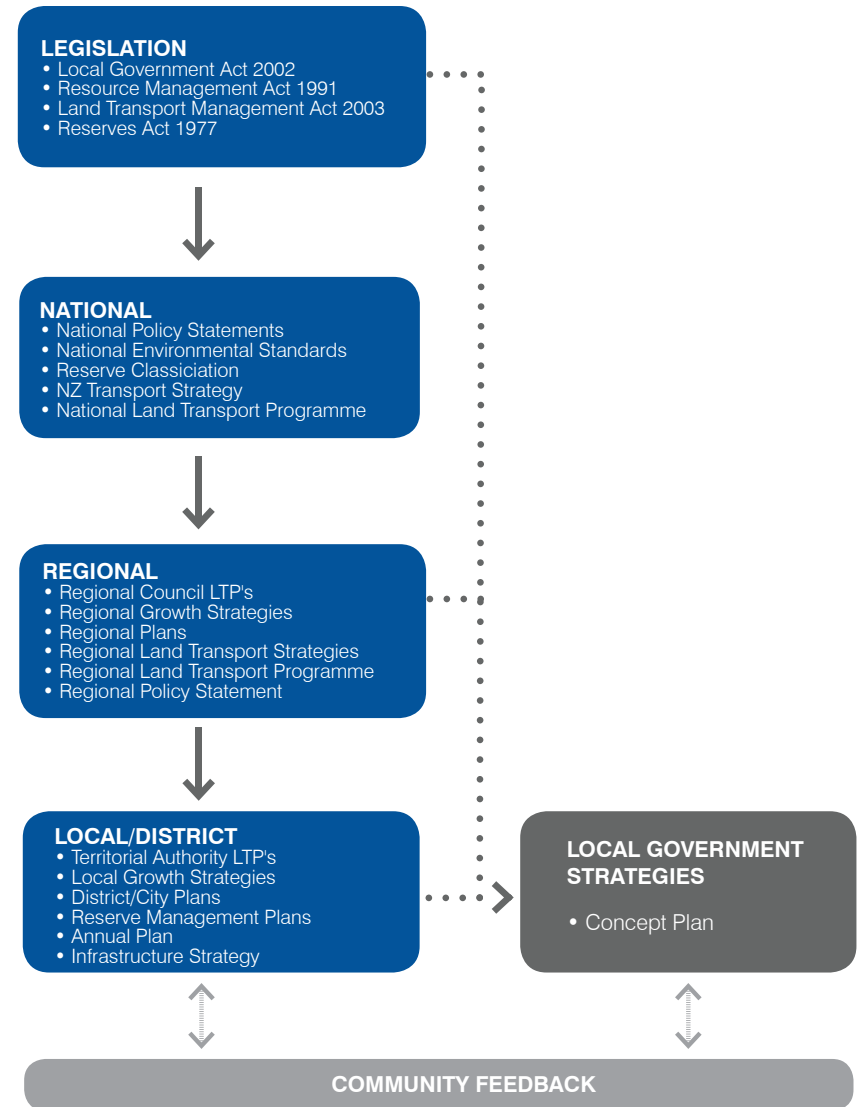 LEGISLATION
• Local Government Act 2002
• Resource Management Act 1991
• Land Transport Management Act 2003
• Reserves Act 1977
NATIONAL
• National Policy Statements
• National Environmental Standards
• Reserve Classiciation
• NZ Transport Strategy
• National Land Transport Programme
REGIONAL
• Regional Council LTP's
• Regional Growth Strategies
• Regional Plans
• Regional Land Transport Strategies
• Regional Land Transport Programme
• Regional Policy Statement
LOCAL/DISTRICT
• Territorial Authority LTP's
• Local Growth Strategies
• District/City Plans
• Reserve Management Plans
• Annual Plan
• Infrastructure Strategy
LOCAL GOVERNMENT
STRATEGIES
• Concept Plan
COMMUNITY FEEDBACK